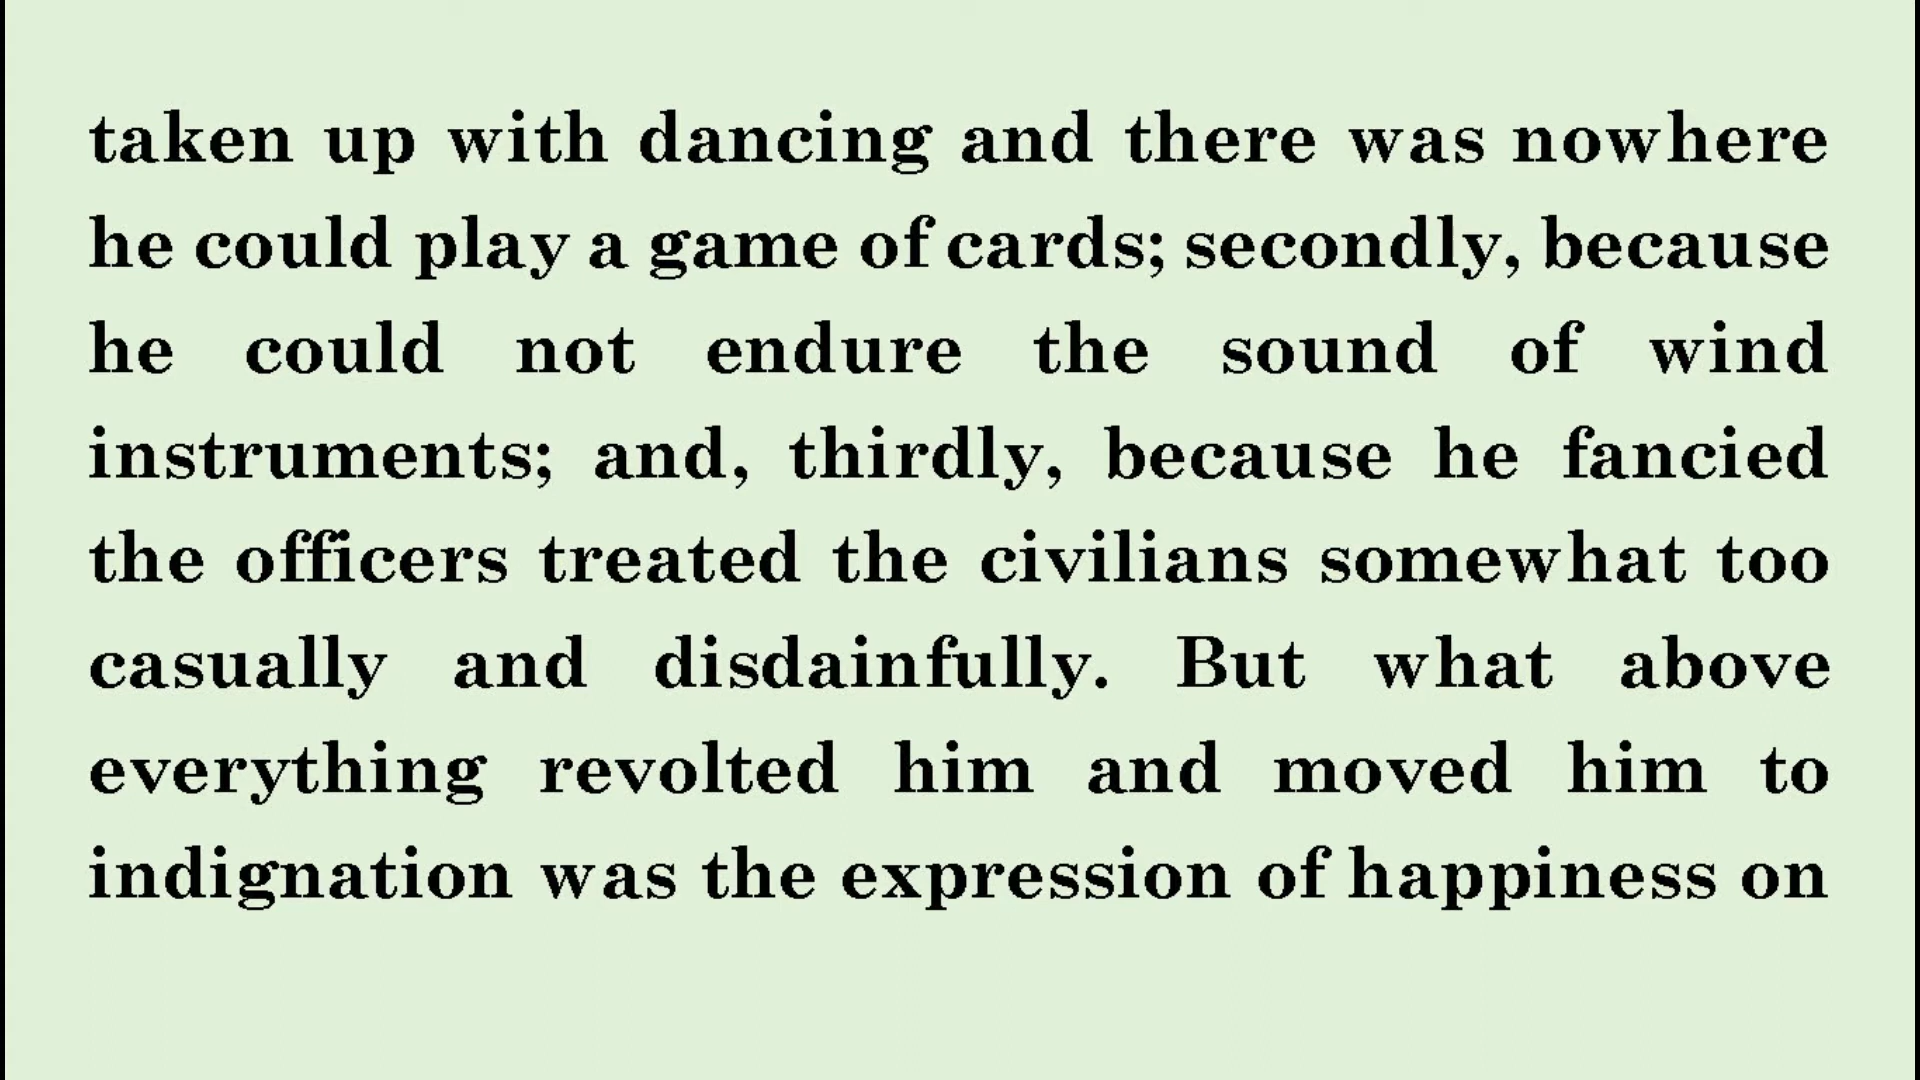 taken up with dancing and there was nowhere
he could play a game of cards; secondly, because
he could not endure the sound of wind
instruments; and, thirdly, because he fancied
the officers treated the civilians somewhat too
casually and disdainfully. But what above
everything revolted him and moved him to
indignation was the expression of happiness on